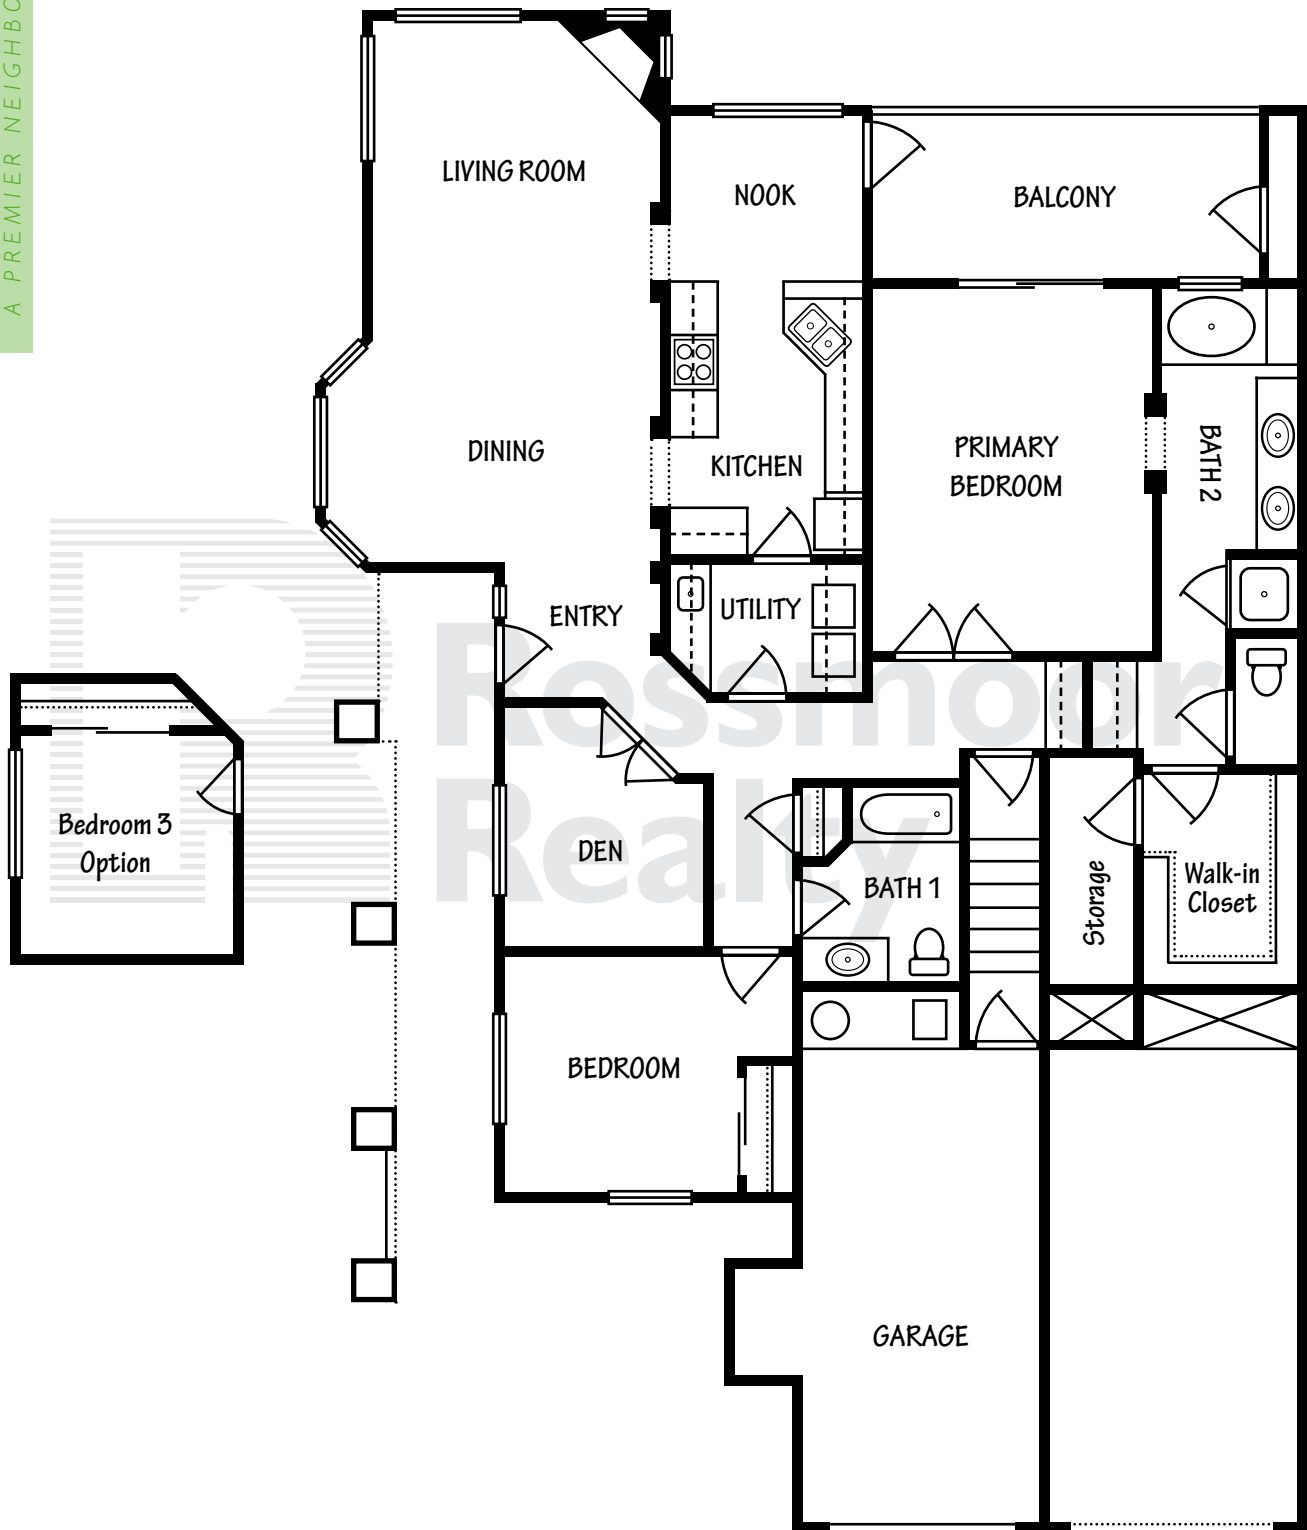 A PREMIER NEIGHBO
LIVING ROOM
NOOK
BALCONY
DINING
KITCHEN
PRIMARY
BEDROOM
BATH 2
ENTRY
UTILITY
Rossmoor
Realty
Bedroom 3
Option
DEN
BATH 1
Storage
Walk-in
Closet
BEDROOM
GARAGE